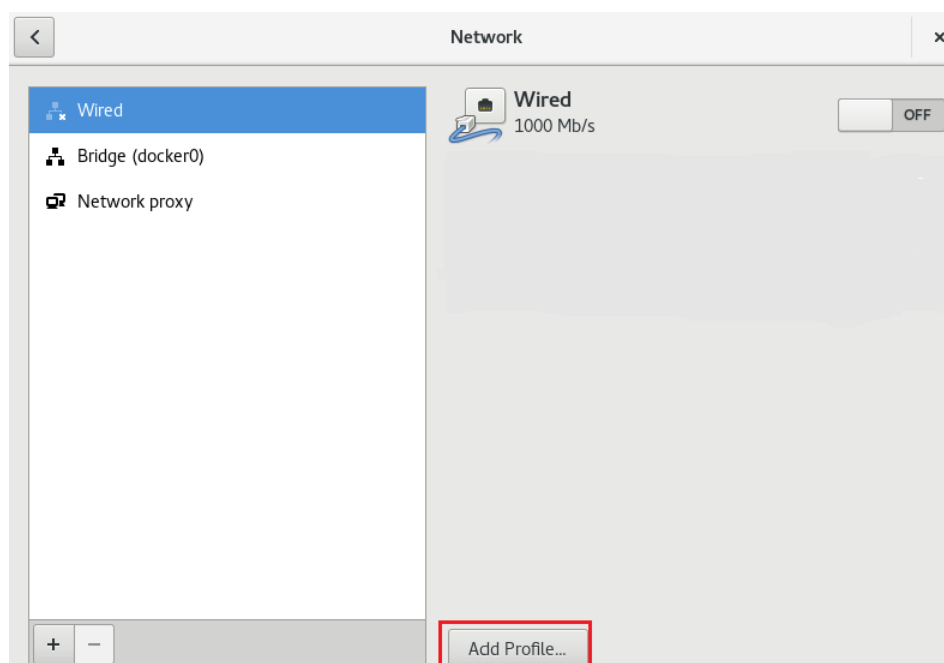 Network
Wired
Bridge (docker0)
Network proxy
Wired
1000 Mb/s
OFF
Add Profile...